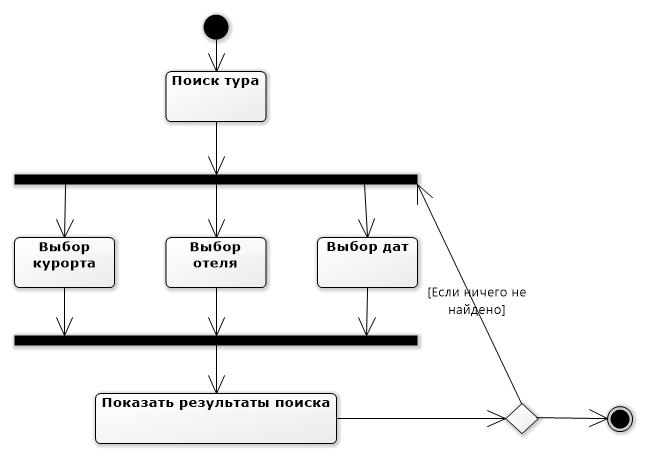 Поиск тура
Выбор
курорта
Выбор
отеля
Выбор дат
[Если ничего не
найдено]
Показать результаты поиска